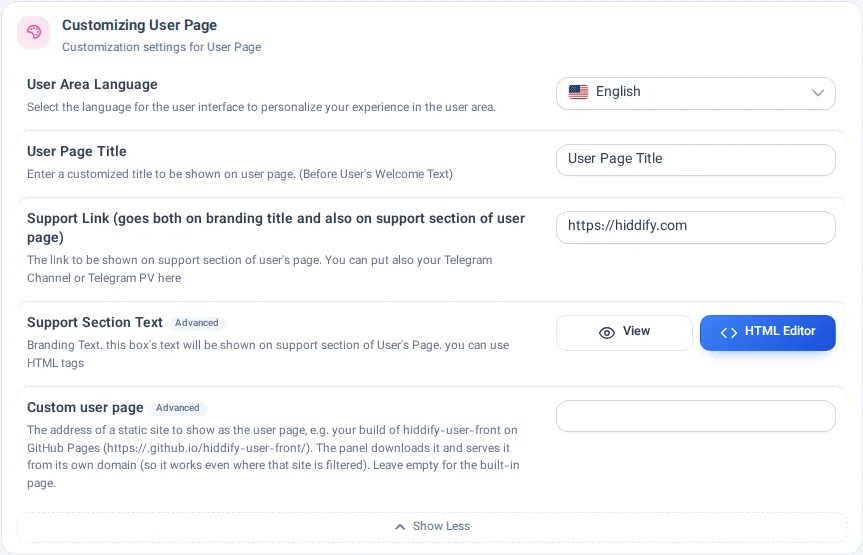 Customizing User Page
Customization settings for User Page
User Area Language
Select the language for the user interface to personalize your experience in the user area.
English
User Page Title
Enter a customized title to be shown on user page. (Before User's Welcome Text)
User Page Title
Support Link (goes both on branding title and also on support section of user
page)
The link to be shown on support section of user's page. You can put also your Telegram
Channel or Telegram PV here
https://hiddify.com
Support Section Text Advanced
Branding Text. this box's text will be shown on support section of User's Page. you can use
HTML tags
View
HTML Editor
Custom user page Advanced
The address of a static site to show as the user page, e.g. your build of hiddify-user-front on
GitHub Pages (https://.github.io/hiddify-user-front/). The panel downloads it and serves it
from its own domain (so it works even where that site is filtered). Leave empty for the built-in
page.
Show Less